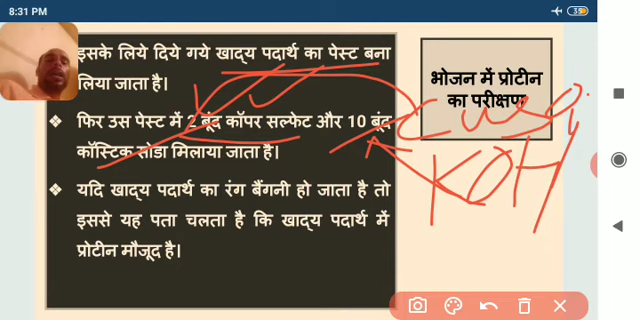 8:31 PM
35
इसके लिये दिये गये खाद्य पदार्थ का पेस्ट बना
लिया जाता है।
फिर उस पेस्ट में 2 बूंद कॉपर सल्फेट और 10 बूंद
कॉस्टिक सोडा मिलाया जाता है।
यदि खाद्य पदार्थ का रंग बैंगनी हो जाता है तो
इससे यह पता चलता है कि खाद्य पदार्थ में
प्रोटीन मौजूद है।
भोजन में प्रोटीन
का परीक्षण
KOH